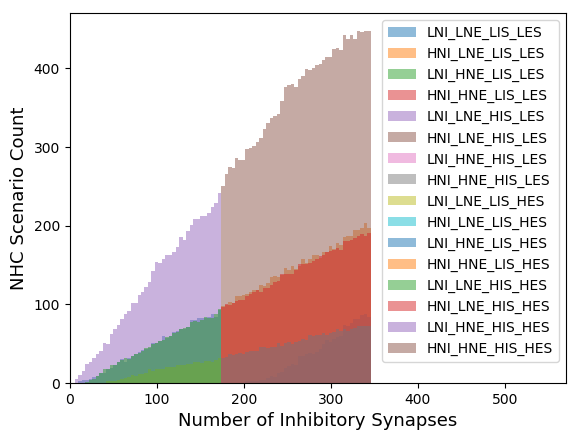 LNI_LNE_LIS_LES
HNI_LNE_LIS_LES
LNI_HNE_LIS_LES
HNI_HNE_LIS_LES
LNI_LNE_HIS_LES
HNI_LNE_HIS_LES
LNI_HNE_HIS_LES
HNI_HNE_HIS_LES
LNI_LNE_LIS_HES
HNI_LNE_LIS_HES
LNI_HNE_LIS_HES
HNI_HNE_LIS_HES
LNI_LNE_HIS_HES
HNI_LNE_HIS_HES
LNI_HNE_HIS_HES
HNI_HNE_HIS_HES
NHC Scenario Count
400
300
200
100
0
0 100 200 300 400 500
Number of Inhibitory Synapses